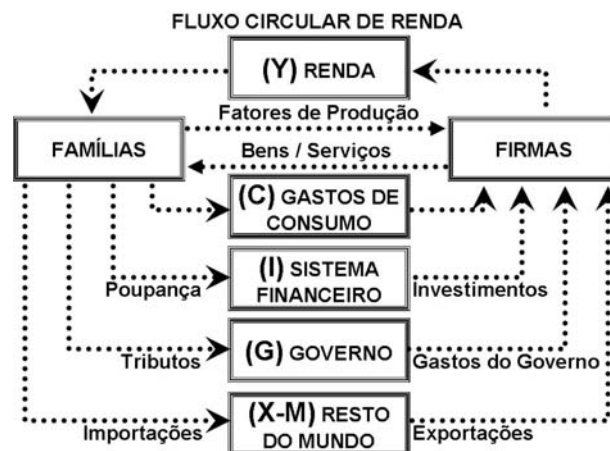 FLUXO CIRCULAR DE RENDA
(Y) RENDA
Fatores de Produção
FAMÍLIAS
FIRMAS
Bens / Serviços
(C) GASTOS DE
CONSUMO
(I) SISTEMA
FINANCEIRO
Poupança
Investimentos
(G) GOVERNO
Tributos
Gastos do Governo
(X-M) RESTO
DO MUNDO
Importações
Exportações